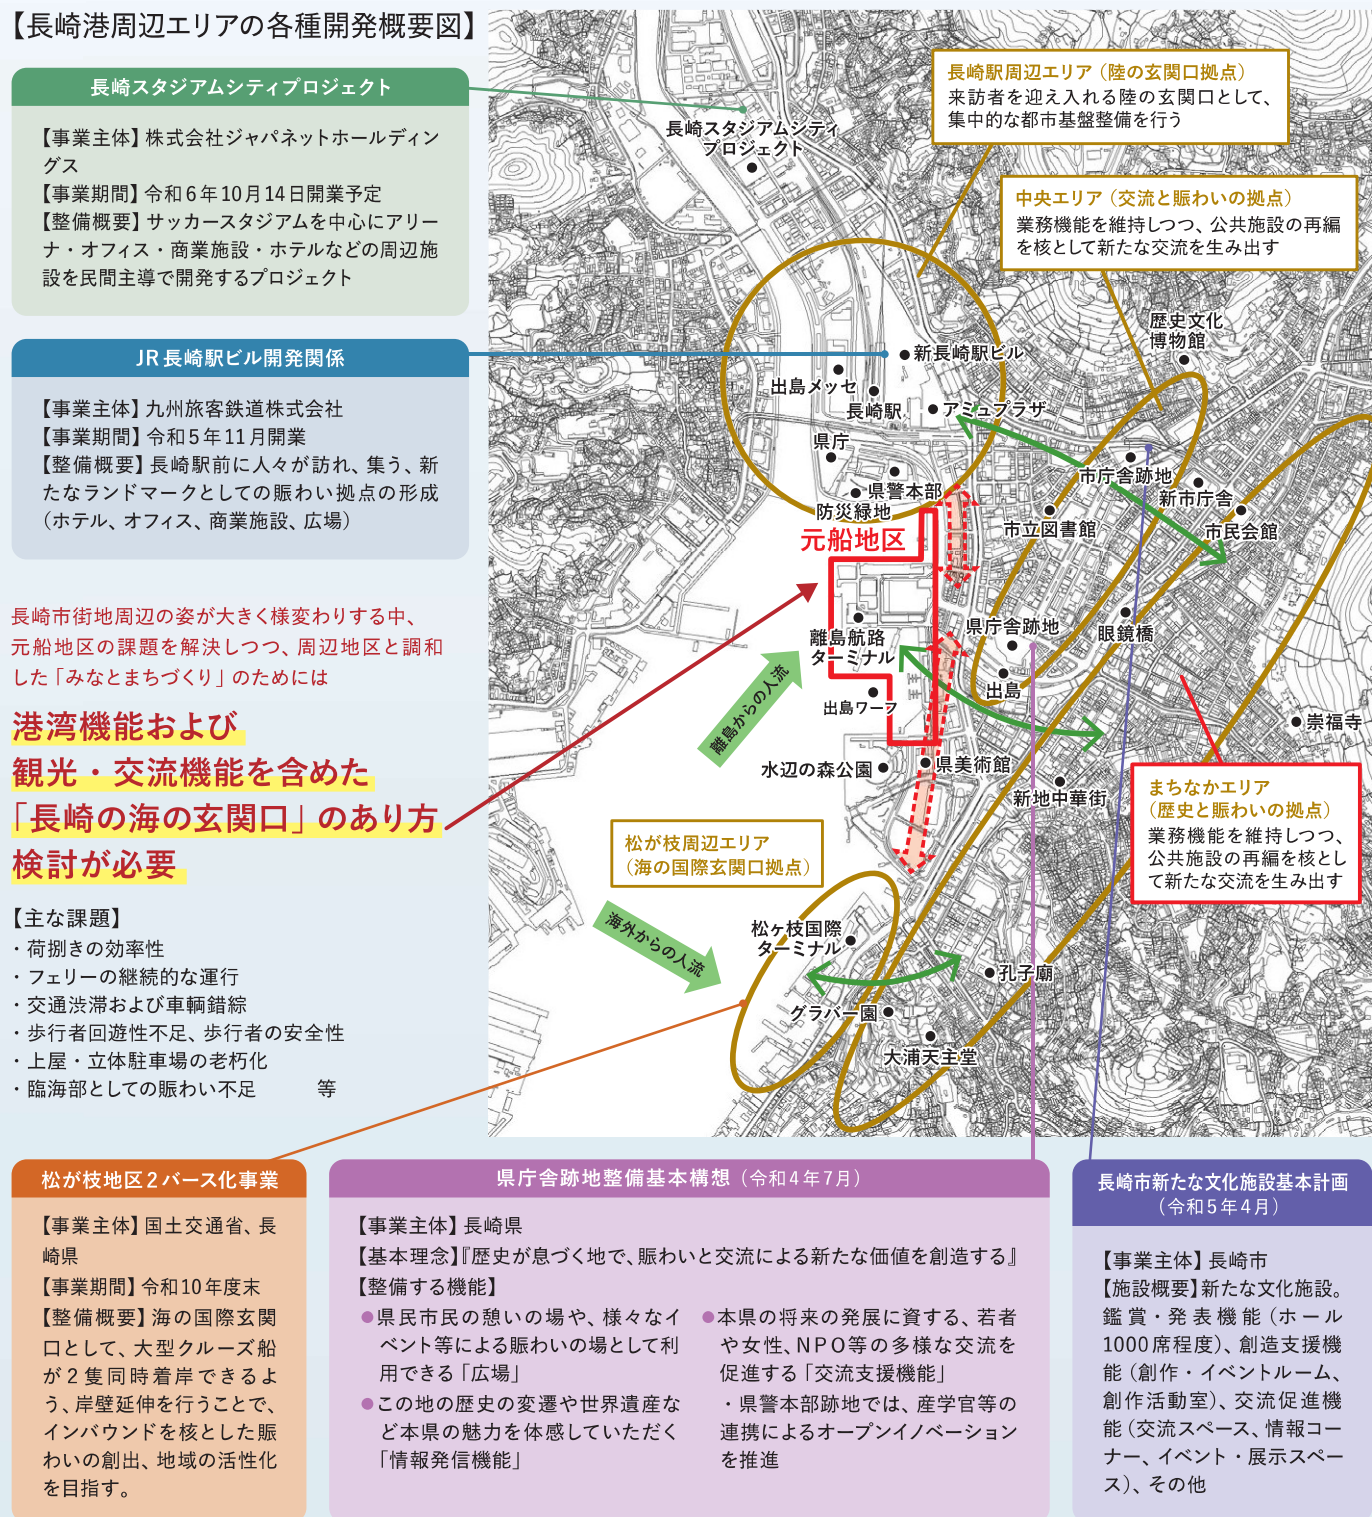 【長崎港周辺エリアの各種開発概要図】
長崎スタジアムシティプロジェクト
【事業主体】株式会社ジャパネットホールディン
グス
【事業期間】令和6年10月14日開業予定
【整備概要】サッカースタジアムを中心にアリー
ナ・オフィス・商業施設・ホテルなどの周辺施
設を民間主導で開発するプロジェクト
JR長崎駅ビル開発関係
【事業主体】九州旅客鉄道株式会社
【事業期間】令和5年11月開業
【整備概要】長崎駅前に人々が訪れ、集う、新
たなランドマークとしての賑わい拠点の形成
（ホテル、オフィス、商業施設、広場）
長崎市街地周辺の姿が大きく様変わりする中、
元船地区の課題を解決しつつ、周辺地区と調和
した「みなとまちづくり」のためには
港湾機能および
観光・交流機能を含めた
「長崎の海の玄関口」のあり方
検討が必要
【主な課題】
・荷捌きの効率性
・フェリーの継続的な運行
・交通渋滞および車輌錯綜
・歩行者回遊性不足、歩行者の安全性
・上屋・立体駐車場の老朽化
・臨海部としての賑わい不足 等
長崎駅周辺エリア（陸の玄関口拠点）
来訪者を迎え入れる陸の玄関口として、
集中的な都市基盤整備を行う
中央エリア（交流と賑わいの拠点）
業務機能を維持しつつ、公共施設の再編
を核として新たな交流を生み出す
長崎スタジアムシティ
プロジェクト
歴史文化
博物館
新長崎駅ビル
出島メッセ
長崎駅
アミュプラザ
県庁
県警本部
防災緑地
市庁舎跡地
新市庁舎
市立図書館
市民会館
元船地区
離島航路
ターミナル
県庁舎跡地
眼鏡橋
出島
出島ワーフ
離島からの人流
崇福寺
水辺の森公園
県美術館
新地中華街
まちなかエリア
（歴史と賑わいの拠点）
業務機能を維持しつつ、
公共施設の再編を核とし
て新たな交流を生み出す
松が枝周辺エリア
（海の国際玄関口拠点）
海外からの人流
松ヶ枝国際
ターミナル
孔子廟
グラバー園
大浦天主堂
松が枝地区2バース化事業
【事業主体】国土交通省、長
崎県
【事業期間】令和10年度末
【整備概要】海の国際玄関
口として、大型クルーズ船
が2隻同時着岸できるよ
う、岸壁延伸を行うことで、
インバウンドを核とした賑
わいの創出、地域の活性化
を目指す。
県庁舎跡地整備基本構想（令和4年7月）
【事業主体】長崎県
【基本理念】『歴史が息づく地で、賑わいと交流による新たな価値を創造する』
【整備する機能】
●県民市民の憩いの場や、様々なイ
ベント等による賑わいの場として利
用できる「広場」
●この地の歴史の変遷や世界遺産な
ど本県の魅力を体感していただく
「情報発信機能」
●本県の将来の発展に資する、若者
や女性、NPO等の多様な交流を
促進する「交流支援機能」
・県警本部跡地では、産学官等の
連携によるオープンイノベーション
を推進
長崎市新たな文化施設基本計画
（令和5年4月）
【事業主体】長崎市
【施設概要】新たな文化施設。
鑑賞・発表機能（ホール
1000席程度）、創造支援機
能（創作・イベントルーム、
創作活動室）、交流促進機
能（交流スペース、情報コー
ナー、イベント・展示スペー
ス）、その他